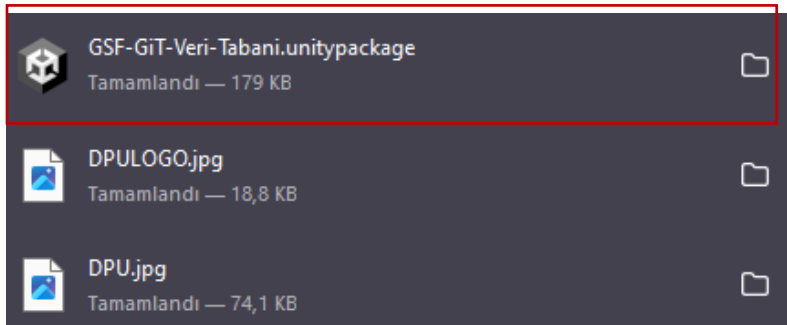 GSF-GiT-Veri-Tabani.unitypackage
Tamamlandı — 179 KB
DPULOGO.jpg
Tamamlandı — 18,8 KB
DPU.jpg
Tamamlandı — 74,1 KB